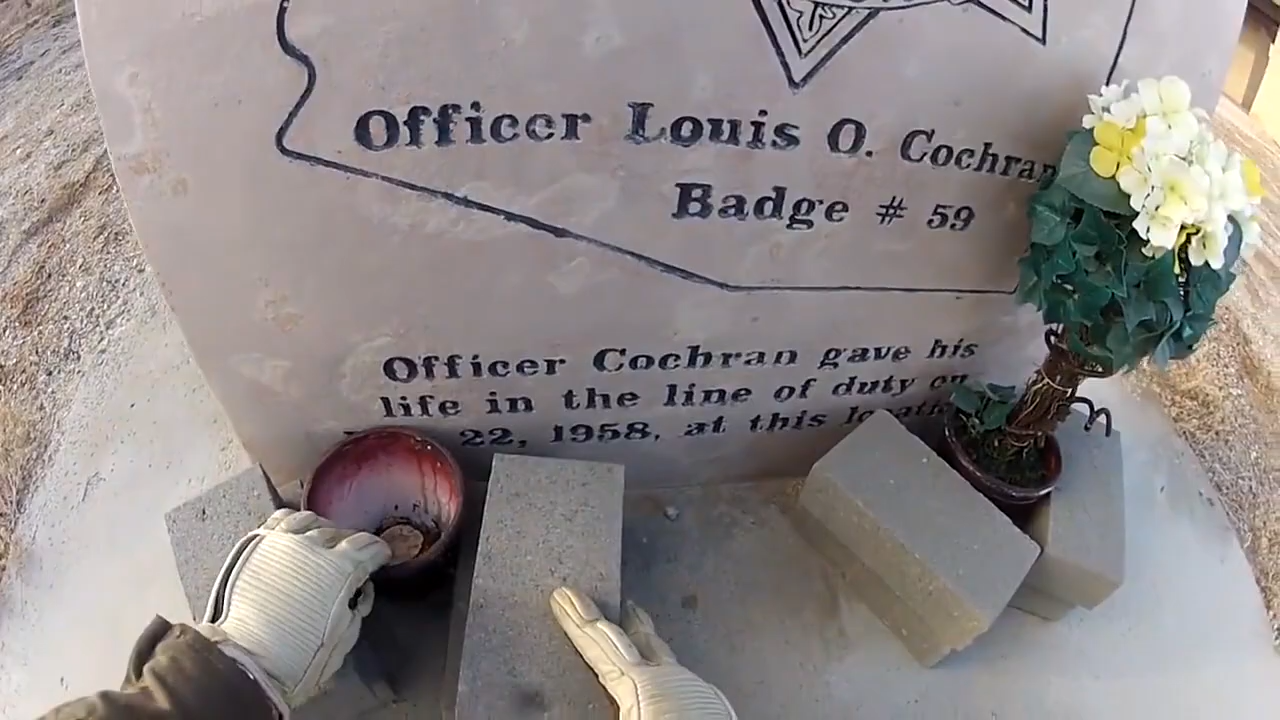 Officer Louis O. Cochran
Badge # 59
Officer Cochran gave his
life in the line of duty on
22, 1958, at this